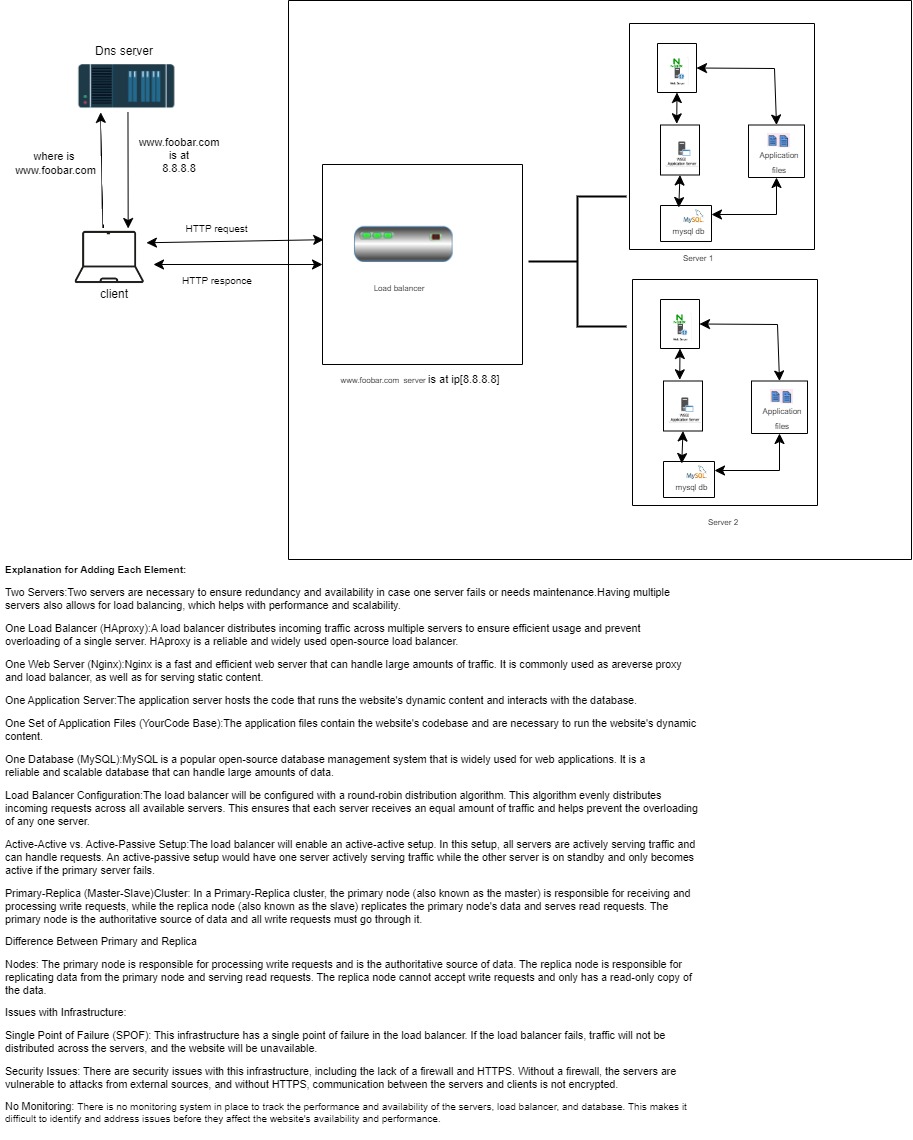 Dns server
where is
www.foobar.com
www.foobar.com
is at
8.8.8.8
HTTP request
HTTP responce
client
Load balancer
www.foobar.com server is at ip[8.8.8.8]
N
Web Server
Application Server
MySQL
mysql db
Application
files
Server 1
N
Web Server
Application Server
MySQL
mysql db
Application
files
Server 2
Explanation for Adding Each Element:
Two Servers:Two servers are necessary to ensure redundancy and availability in case one server fails or needs maintenance.Having multiple
servers also allows for load balancing, which helps with performance and scalability.
One Load Balancer (HAproxy):A load balancer distributes incoming traffic across multiple servers to ensure efficient usage and prevent
overloading of a single server. HAproxy is a reliable and widely used open-source load balancer.
One Web Server (Nginx):Nginx is a fast and efficient web server that can handle large amounts of traffic. It is commonly used as areverse proxy
and load balancer, as well as for serving static content.
One Application Server:The application server hosts the code that runs the website's dynamic content and interacts with the database.
One Set of Application Files (YourCode Base):The application files contain the website's codebase and are necessary to run the website's dynamic
content.
One Database (MySQL):MySQL is a popular open-source database management system that is widely used for web applications. It is a
reliable and scalable database that can handle large amounts of data.
Load Balancer Configuration:The load balancer will be configured with a round-robin distribution algorithm. This algorithm evenly distributes
incoming requests across all available servers. This ensures that each server receives an equal amount of traffic and helps prevent the overloading
of any one server.
Active-Active vs. Active-Passive Setup:The load balancer will enable an active-active setup. In this setup, all servers are actively serving traffic and
can handle requests. An active-passive setup would have one server actively serving traffic while the other server is on standby and only becomes
active if the primary server fails.
Primary-Replica (Master-Slave)Cluster: In a Primary-Replica cluster, the primary node (also known as the master) is responsible for receiving and
processing write requests, while the replica node (also known as the slave) replicates the primary node's data and serves read requests. The
primary node is the authoritative source of data and all write requests must go through it.
Difference Between Primary and Replica
Nodes: The primary node is responsible for processing write requests and is the authoritative source of data. The replica node is responsible for
replicating data from the primary node and serving read requests. The replica node cannot accept write requests and only has a read-only copy of
the data.
Issues with Infrastructure:
Single Point of Failure (SPOF): This infrastructure has a single point of failure in the load balancer. If the load balancer fails, traffic will not be
distributed across the servers, and the website will be unavailable.
Security Issues: There are security issues with this infrastructure, including the lack of a firewall and HTTPS. Without a firewall, the servers are
vulnerable to attacks from external sources, and without HTTPS, communication between the servers and clients is not encrypted.
No Monitoring: There is no monitoring system in place to track the performance and availability of the servers, load balancer, and database. This makes it
difficult to identify and address issues before they affect the website's availability and performance.